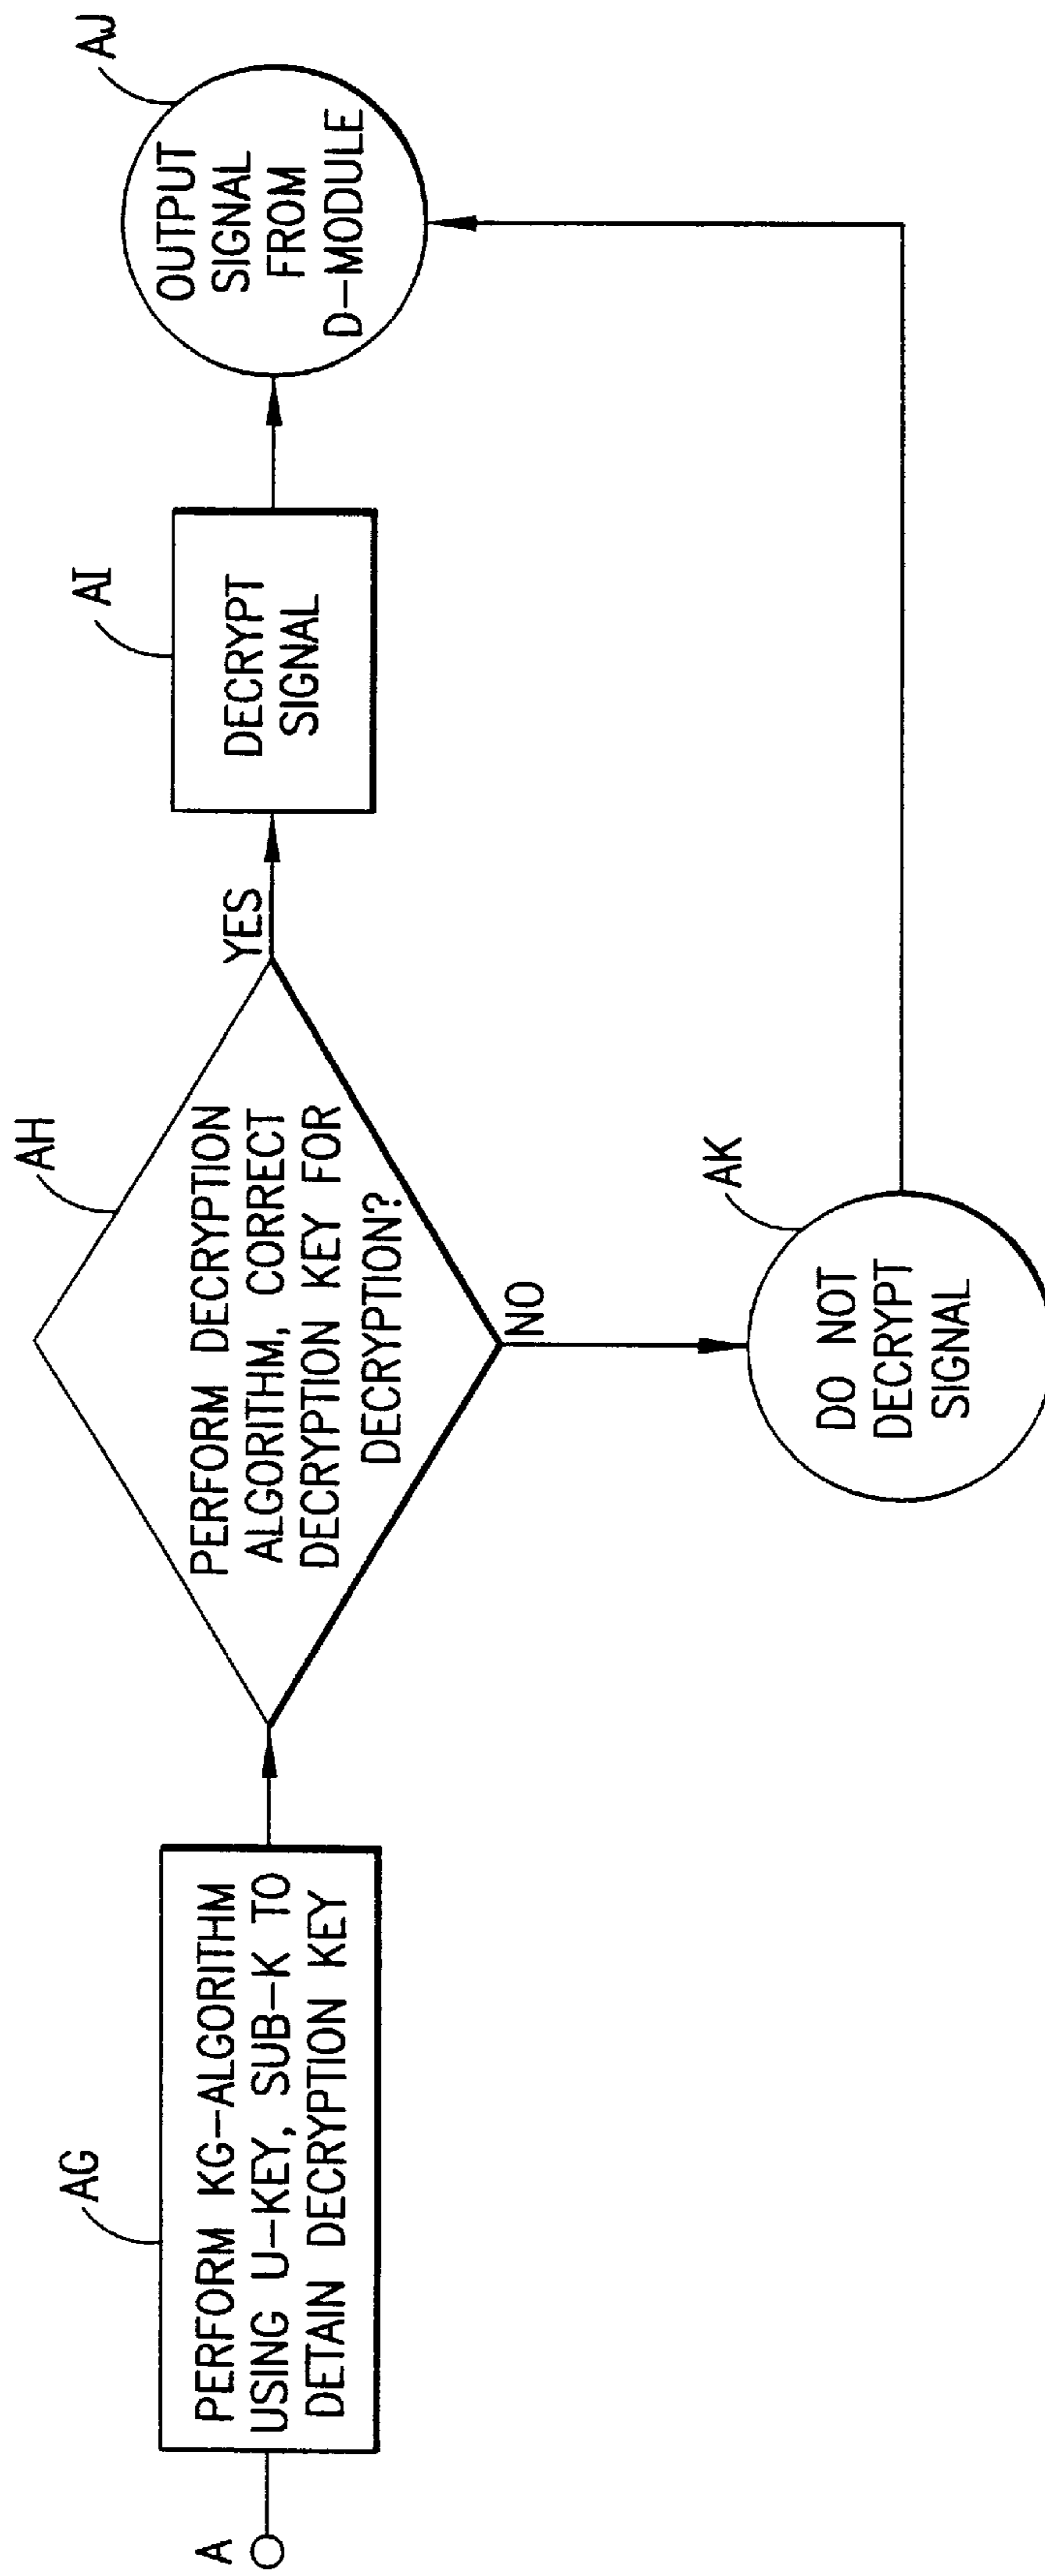 A
AG
PERFORM KG-ALGORITHM
USING U-KEY, SUB-K TO
DETAIN DECRYPTION KEY
AH
PERFORM DECRYPTION
ALGORITHM, CORRECT
DECRYPTION KEY FOR
DECRYPTION?
YES
NO
AI
DECRYPT
SIGNAL
AJ
OUTPUT
SIGNAL
FROM
D-MODULE
AK
DO NOT
DECRYPT
SIGNAL